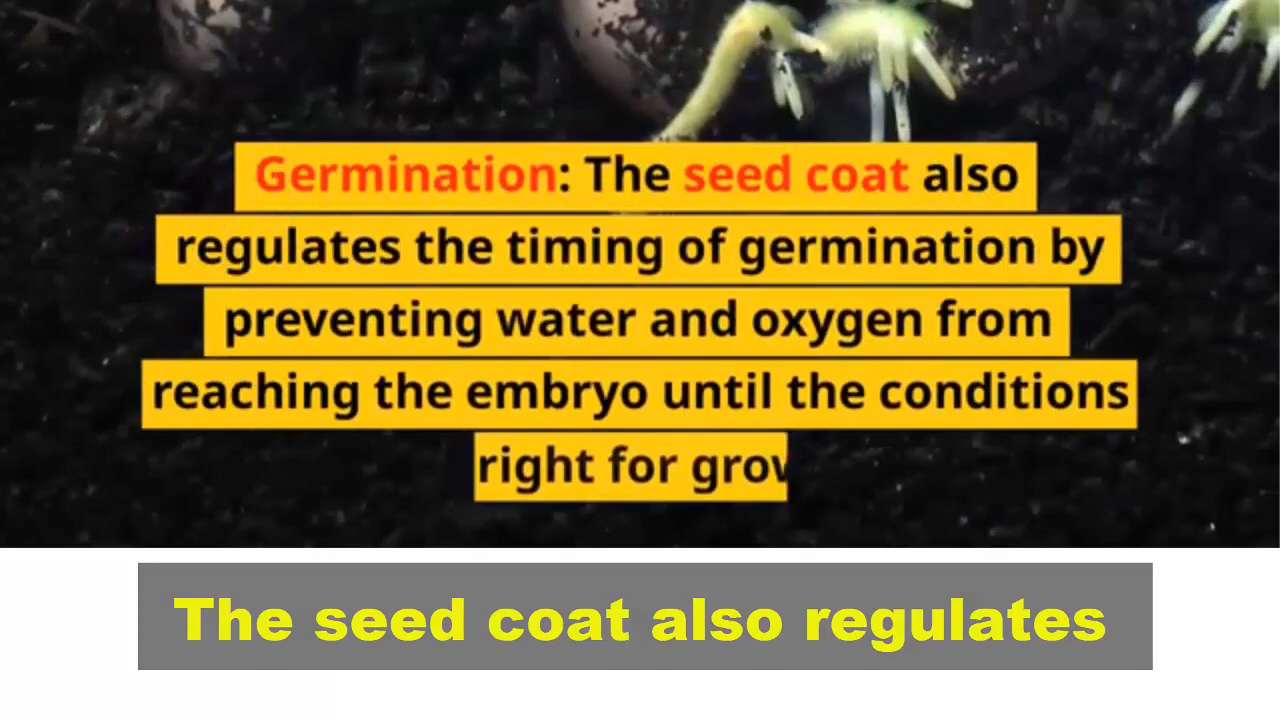 Germination: The seed coat also
regulates the timing of germination by
preventing water and oxygen from
reaching the embryo until the conditions
right for
The seed coat also regulates